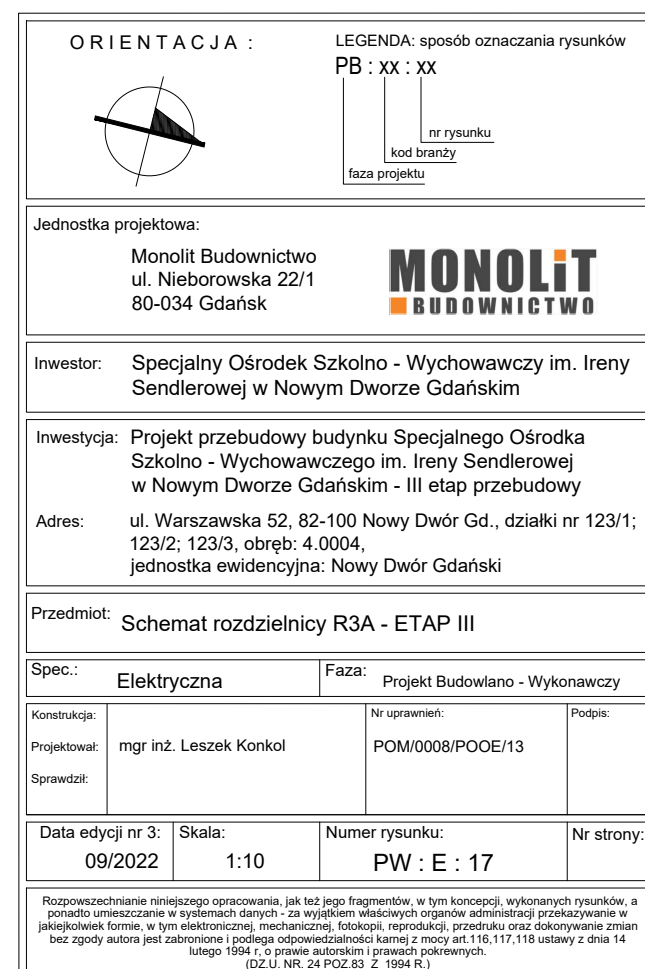 ORIENTACJA :
LEGENDA: sposób oznaczania rysunków
PB : xx : xx
nr rysunku
kod branży
faza projektu
Jednostka projektowa:
Monolit Budownictwo
ul. Nieborowska 22/1
80-034 Gdańsk
MONOLiT
BUDOWNICTWO
Inwestor: Specjalny Ośrodek Szkolno - Wychowawczy im. Ireny
Sendlerowej w Nowym Dworze Gdańskim
Inwestycja: Projekt przebudowy budynku Specjalnego Ośrodka
Szkolno - Wychowawczego im. Ireny Sendlerowej
w Nowym Dworze Gdańskim - III etap przebudowy
Adres: ul. Warszawska 52, 82-100 Nowy Dwór Gd., działki nr 123/1;
123/2; 123/3, obręb: 4.0004,
jednostka ewidencyjna: Nowy Dwór Gdański
Przedmiot: Schemat rozdzielnicy R3A - ETAP III
Spec.: Elektryczna Faza: Projekt Budowlano - Wykonawczy
Konstrukcja: Nr uprawnień: Podpis:
Projektował: mgr inż. Leszek Konkol POM/0008/POOE/13
Sprawdził:
Data edycji nr 3: Skala: Numer rysunku: Nr strony:
09/2022 1:10 PW : E : 17
Rozpowszechnianie niniejszego opracowania, jak też jego fragmentów, w tym koncepcji, wykonanych rysunków, a
ponadto umieszczanie w systemach danych - za wyjątkiem właściwych organów administracji przekazywanie w
jakiejkolwiek formie, w tym elektronicznej, mechanicznej, fotokopii, reprodukcji, przedruku oraz dokonywanie zmian
bez zgody autora jest zabronione i podlega odpowiedzialności karnej z mocy art.116,117,118 ustawy z dnia 14
lutego 1994 r, o prawie autorskim i prawach pokrewnych.
(DZ.U. NR. 24 POZ.83 Z 1994 R.)